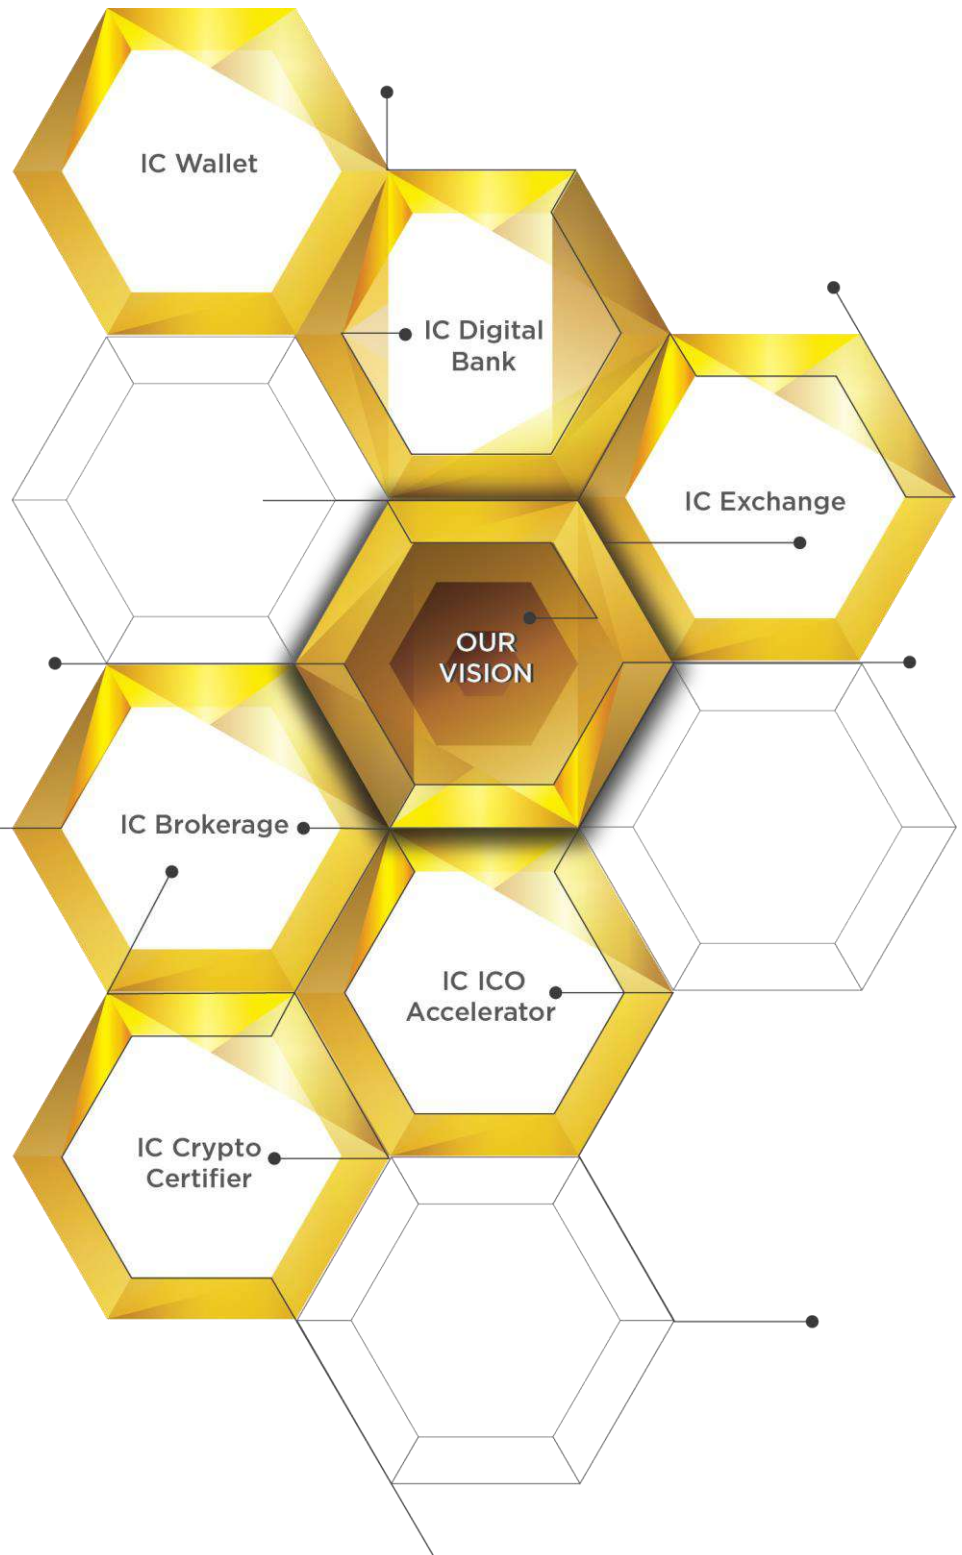 IC Wallet
IC Digital
Bank
IC Exchange
OUR
VISION
IC Brokerage
IC ICO
Accelerator
IC Crypto
Certifier